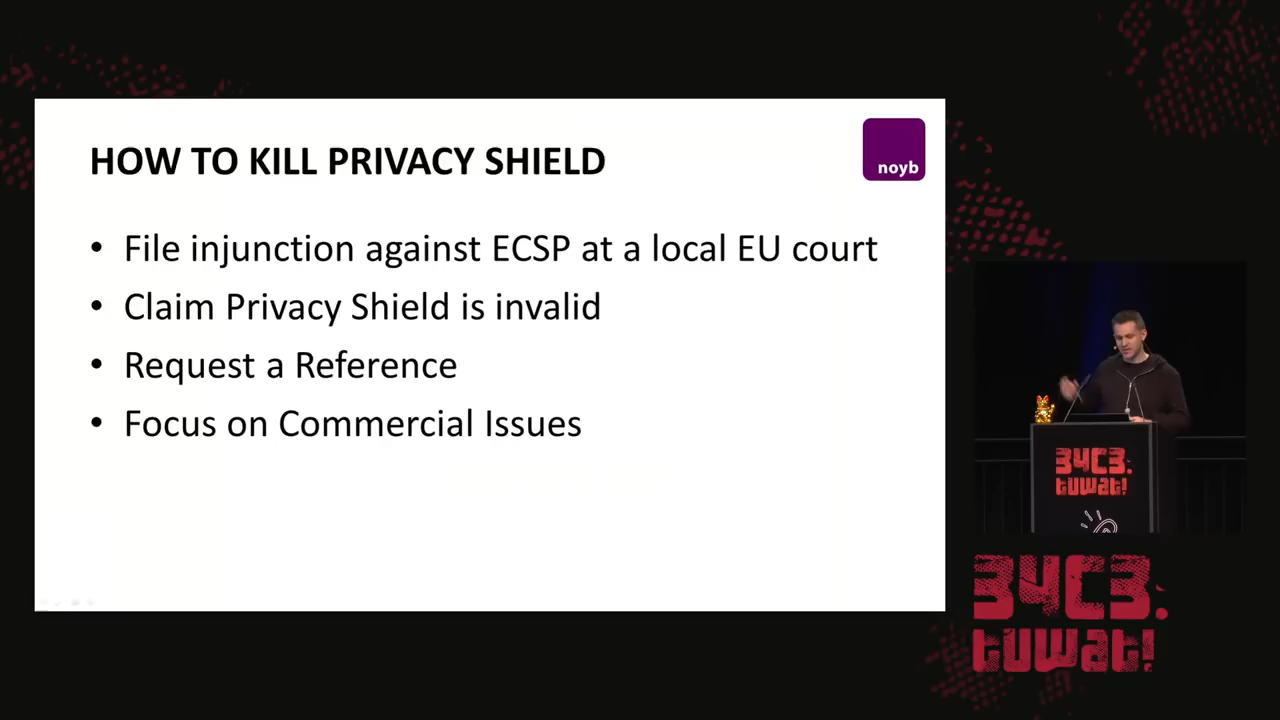 HOW TO KILL PRIVACY SHIELD
noyb
• File injunction against ECSP at a local EU court
• Claim Privacy Shield is invalid
• Request a Reference
• Focus on Commercial Issues
34C3.
tuwat!
34C3.
tuwat!